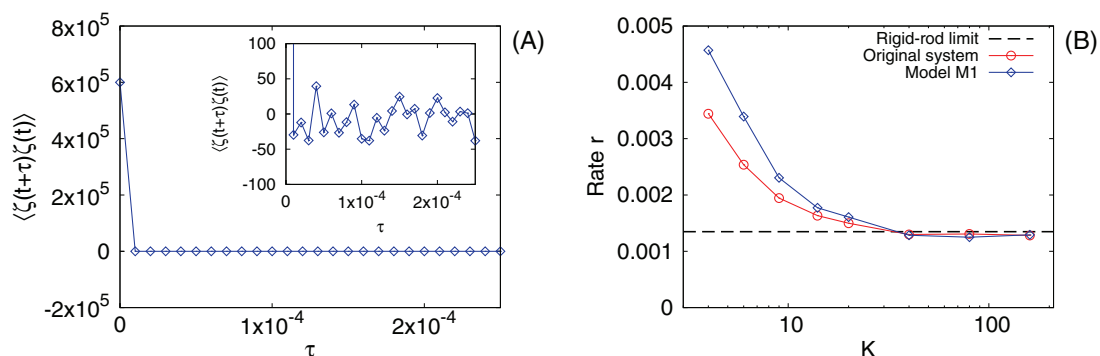 (A)
⟨ζ(t+τ)ζ(t)⟩
8x10^5
6x10^5
4x10^5
2x10^5
0
-2x10^5
0
1x10^-4
2x10^-4
τ
⟨ζ(t+τ)ζ(t)⟩
100
50
0
-50
-100
0
1x10^-4
2x10^-4
τ
(B)
Rate r
0.005
0.004
0.003
0.002
0.001
0
10
100
K
Rigid-rod limit
Original system
Model M1